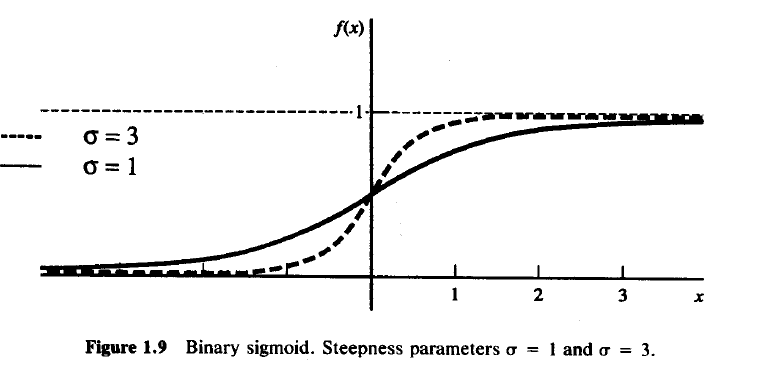 f(x)
1
σ = 3
σ = 1
1 2 3 x
Figure 1.9 Binary sigmoid. Steepness parameters σ = 1 and σ = 3.